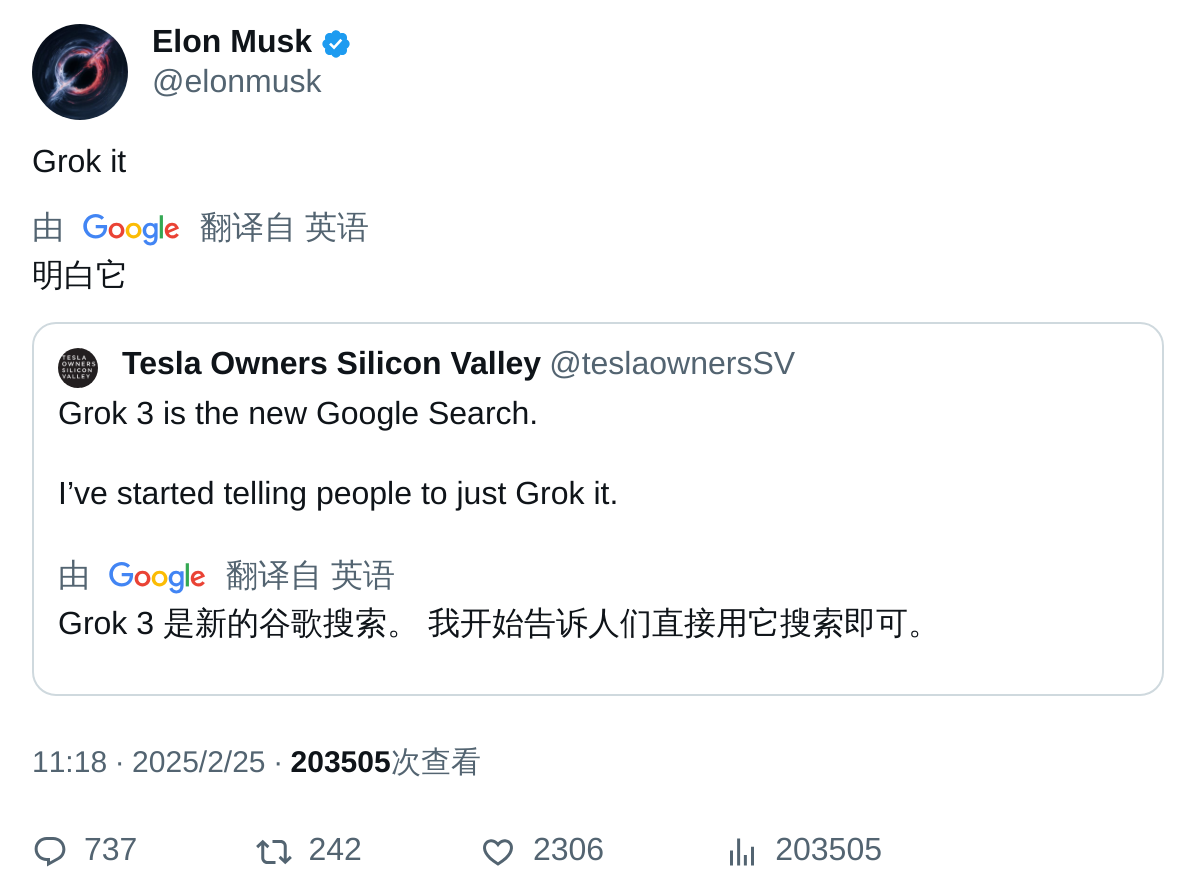 Elon Musk
@elonmusk
Grok it
由 Google 翻译自 英语
明白它
TESLA
OWNERS
SILICON
VALLEY
Tesla Owners Silicon Valley @teslaownersSV
Grok 3 is the new Google Search.
I’ve started telling people to just Grok it.
由 Google 翻译自 英语
Grok 3 是新的谷歌搜索。 我开始告诉人们直接用它搜索即可。
11:18 · 2025/2/25 · 203505次查看
737 242 2306 203505